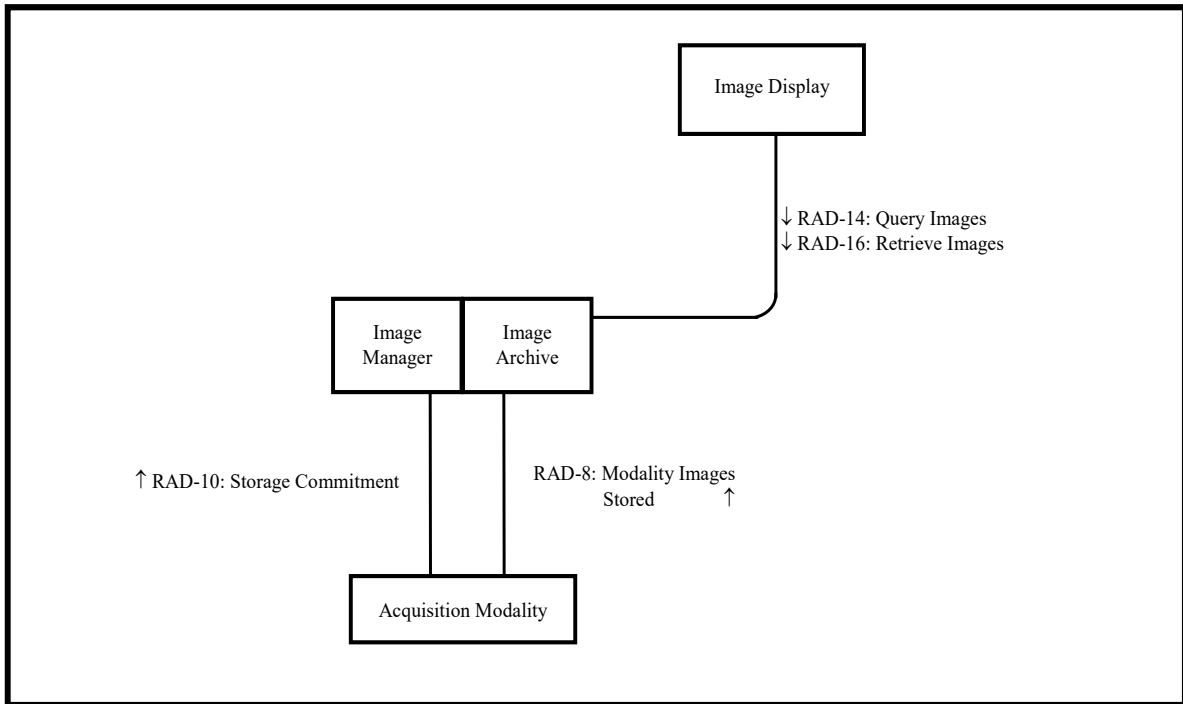 Image Display
↓ RAD-14: Query Images
↓ RAD-16: Retrieve Images
Image
Manager
Image
Archive
↑ RAD-10: Storage Commitment
RAD-8: Modality Images
Stored ↑
Acquisition Modality